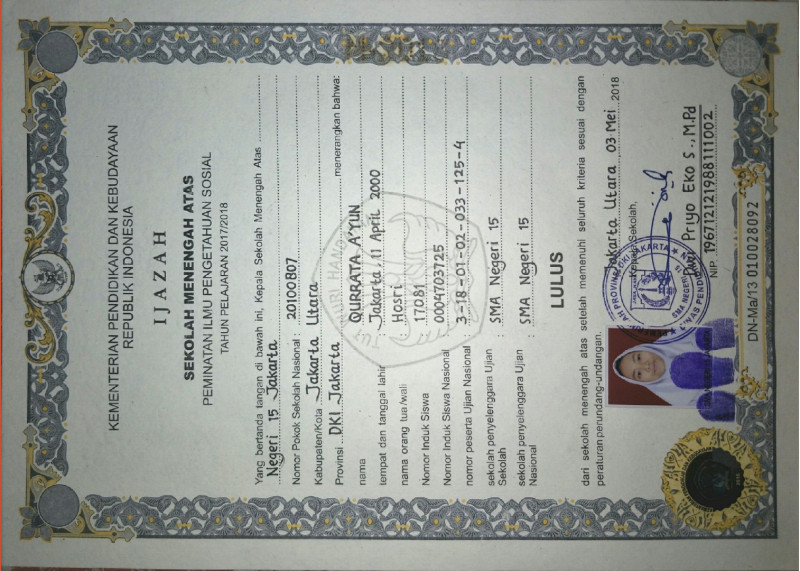 KEMENTERIAN PENDIDIKAN DAN KEBUDAYAAN
REPUBLIK INDONESIA
IJAZAH
SEKOLAH MENENGAH ATAS
PEMINATAN ILMU PENGETAHUAN SOSIAL
TAHUN PELAJARAN 2017/2018
Yang bertanda tangan di bawah ini, Kepala Sekolah Menengah Atas
Negeri 15 Jakarta
Nomor Pokok Sekolah Nasional : 20100807
Kabupaten/Kota Jakarta Utara
Provinsi DKI Jakarta menerangkan bahwa:
nama : QURRATA A'YUN
tempat dan tanggal lahir : Jakarta, 11 April 2000
nama orang tua/wali : Hosri
Nomor Induk Siswa : 17081
Nomor Induk Siswa Nasional : 0004703725
nomor peserta Ujian Nasional : 3-18-01-02-033-125-4
sekolah penyelenggara Ujian Sekolah : SMA Negeri 15
sekolah penyelenggara Ujian Nasional : SMA Negeri 15
LULUS
dari sekolah menengah atas setelah memenuhi seluruh kriteria sesuai dengan
peraturan perundang-undangan.
Jakarta Utara 03 Mei 2018
Kepala Sekolah,
Dwi Priyo Eko S., M.Pd
NIP. 196712121988111002
DN-Ma/13 010028092